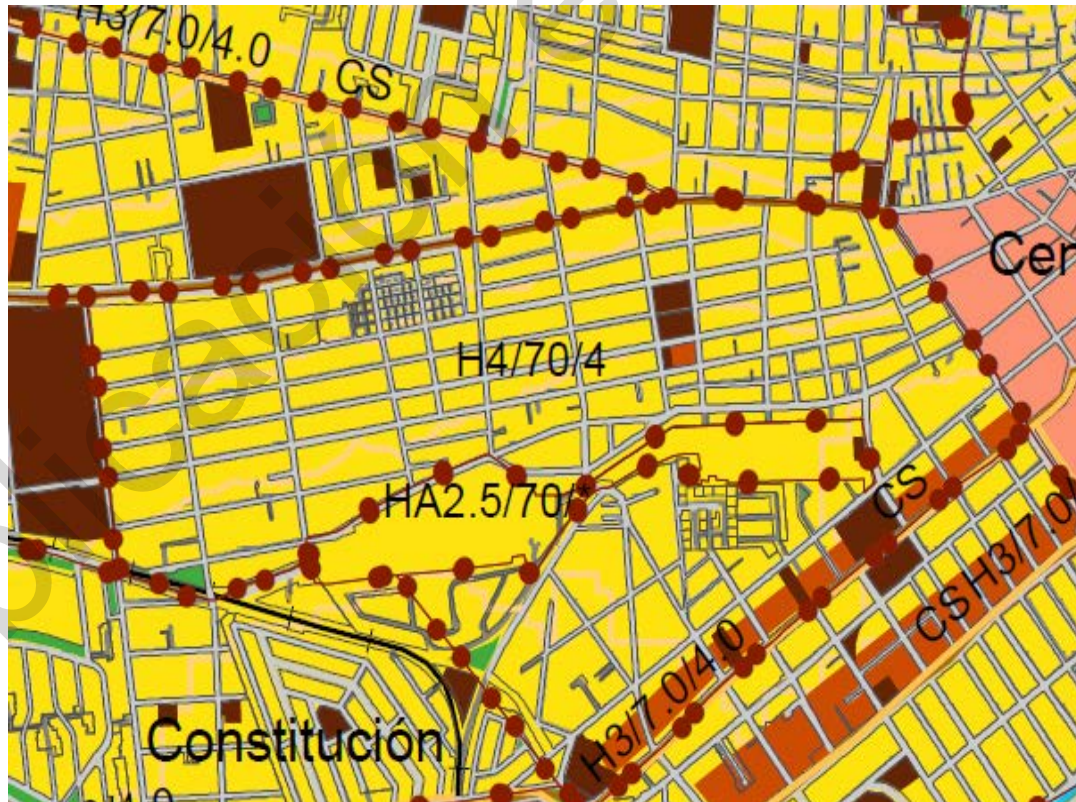 H3/7.0/4.0
CS
Cer
H4/70/4
HA2.5/70/*
CS
CS H3/7.0/
H3/7.0/4.0
Constitución